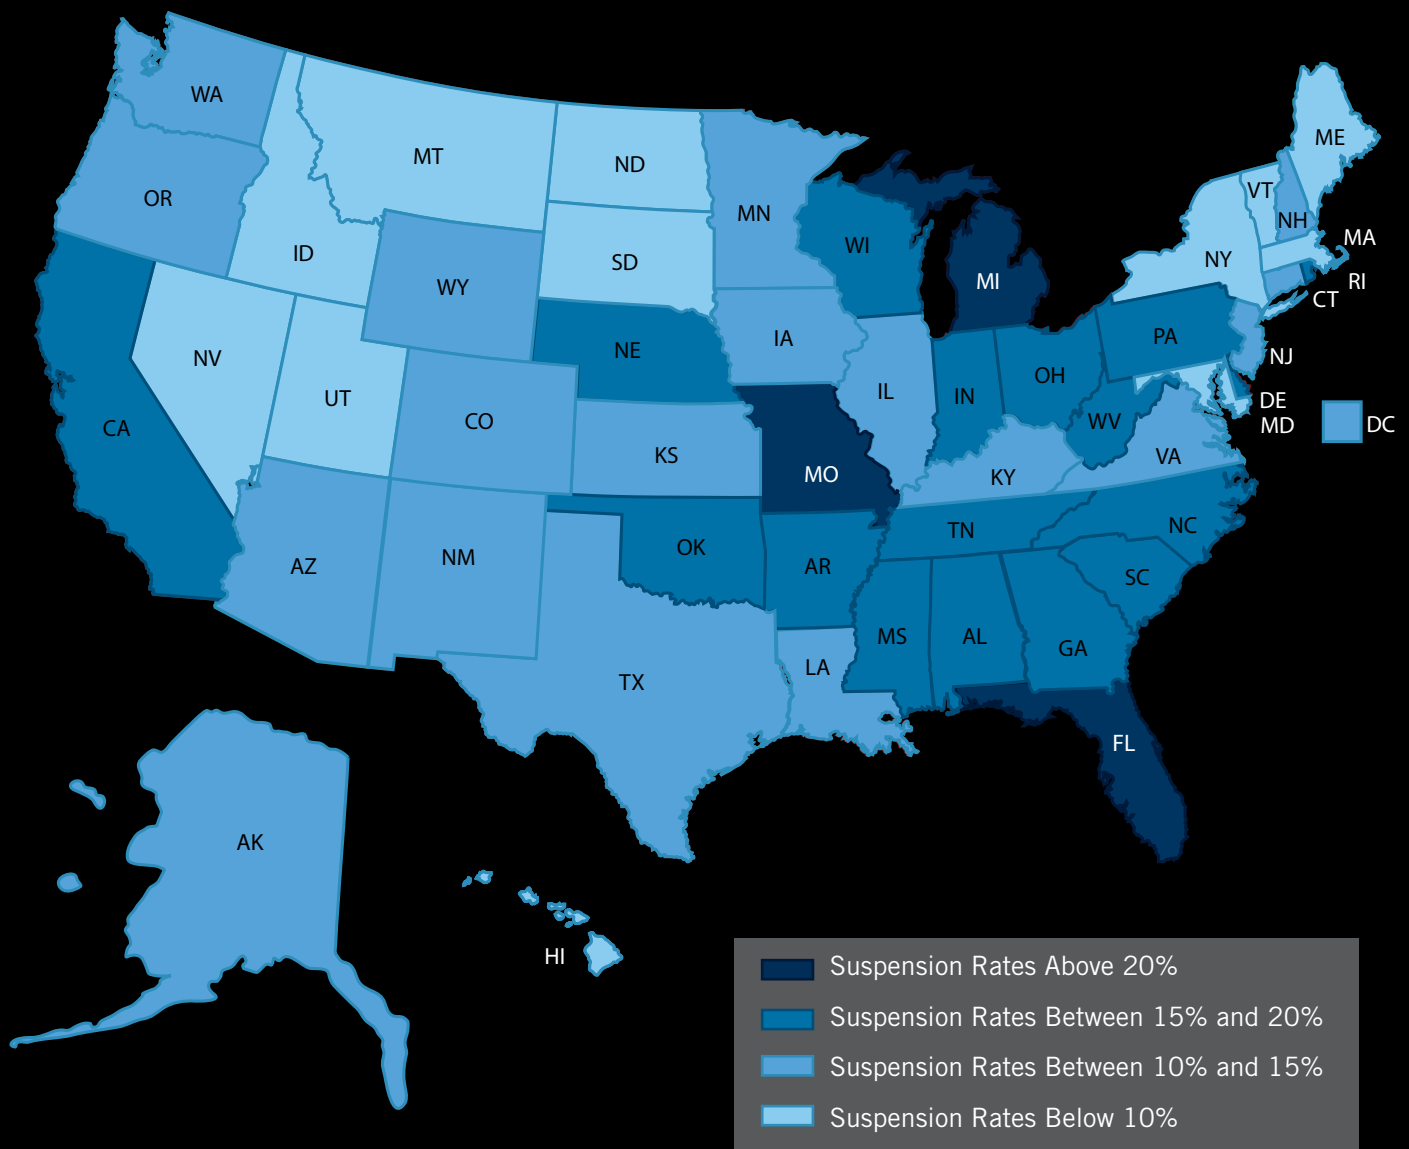 WA
MT
ND
ME
VT
OR
MN
NH
MA
WI
ID
SD
NY
RI
WY
MI
CT
IA
PA
NE
NJ
NV
OH
UT
IL
IN
DE
CO
WV
MD
DC
CA
KS
VA
MO
KY
NC
TN
OK
NM
AZ
AR
SC
MS
AL
GA
LA
TX
FL
AK
HI
Suspension Rates Above 20%
Suspension Rates Between 15% and 20%
Suspension Rates Between 10% and 15%
Suspension Rates Below 10%